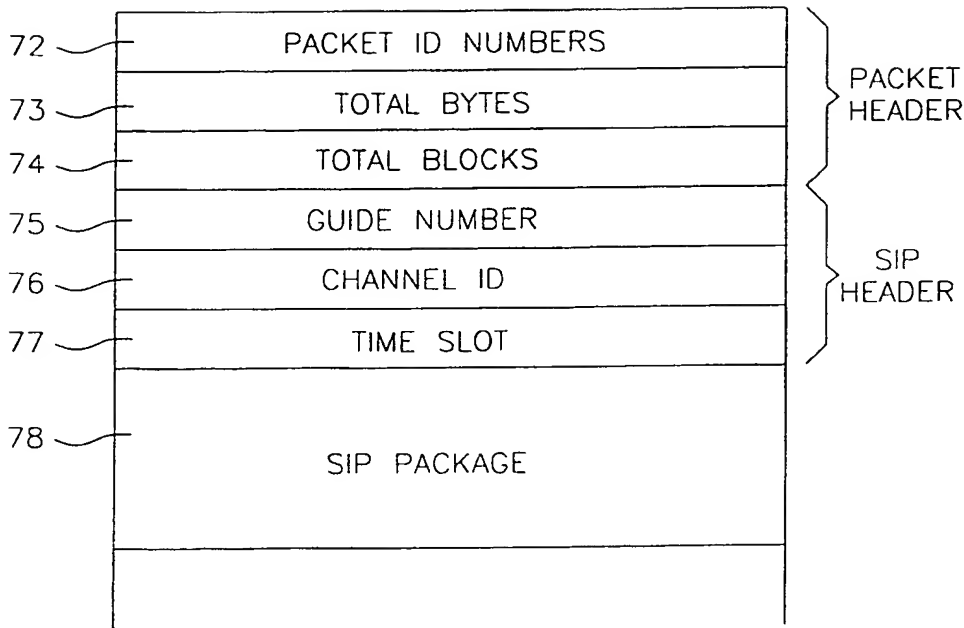 72 PACKET ID NUMBERS
73 TOTAL BYTES
74 TOTAL BLOCKS
PACKET
HEADER
75 GUIDE NUMBER
76 CHANNEL ID
77 TIME SLOT
SIP
HEADER
78 SIP PACKAGE